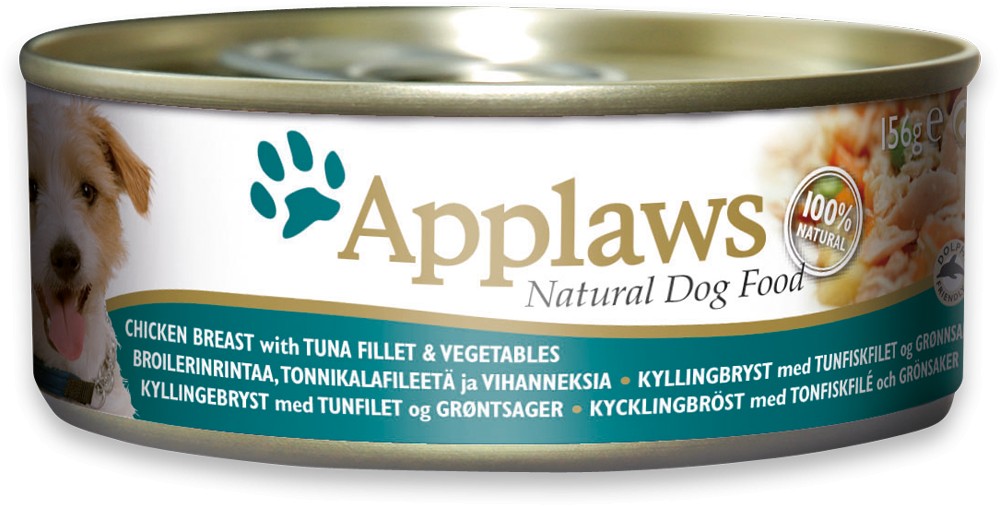 156g e
Applaws
100%
NATURAL
Natural Dog Food
CHICKEN BREAST with TUNA FILLET & VEGETABLES
BROILERINRINTAA, TONNIKALAFILEETÄ ja VIHANNEKSIA • KYLLINGBRYST med TUNFISKFILET og GRØNNSA
KYLLINGEBRYST med TUNFILET og GRØNTSAGER • KYCKLINGBRÖST med TONFISKFILÉ och GRÖNSAKER